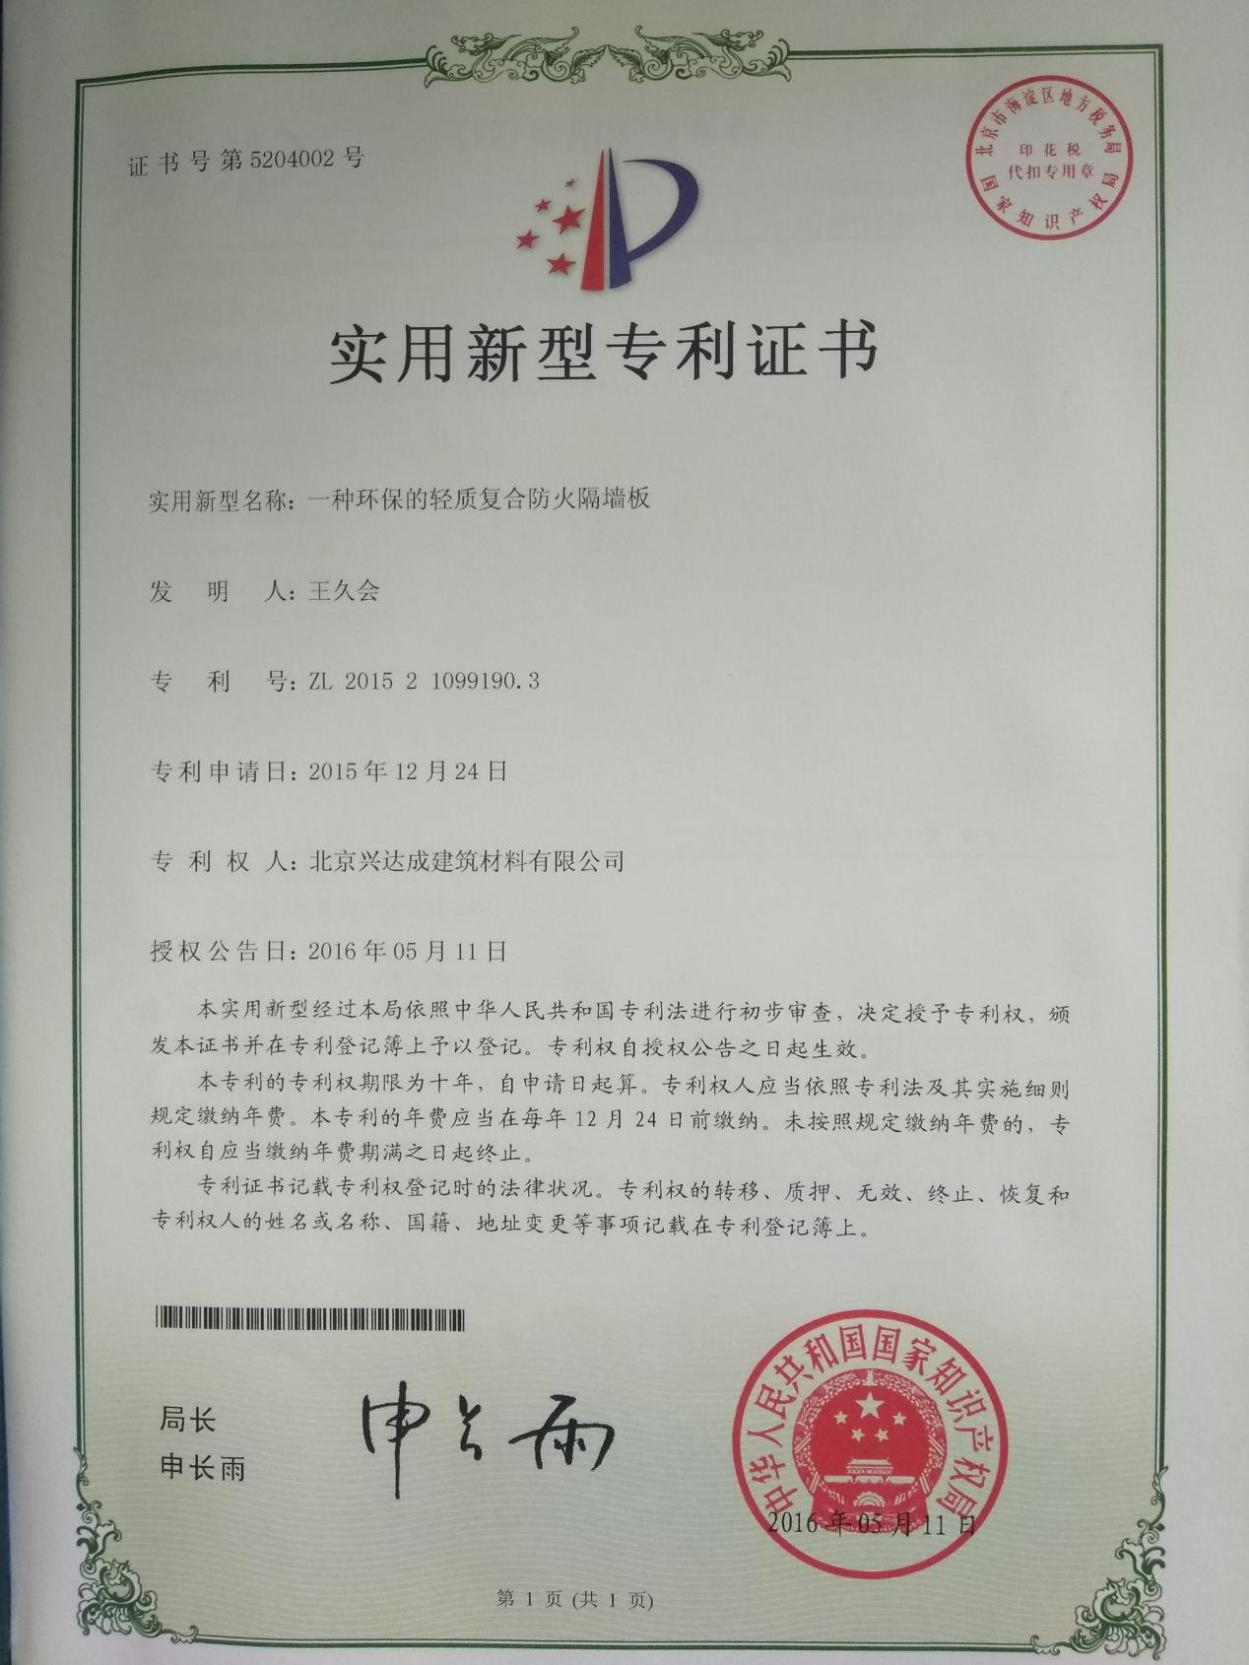 证书号第5204002号
北京市海淀区地方税务局
印花税
代扣专用章
国家知识产权局
实用新型专利证书
实用新型名称：一种环保的轻质复合防火隔墙板
发明人：王久会
专利号：ZL 2015 2 1099190.3
专利申请日：2015年12月24日
专利权人：北京兴达成建筑材料有限公司
授权公告日：2016年05月11日
本实用新型经过本局依照中华人民共和国专利法进行初步审查，决定授予专利权，颁
发本证书并在专利登记簿上予以登记。专利权自授权公告之日起生效。
本专利的专利权期限为十年，自申请日起算。专利权人应当依照专利法及其实施细则
规定缴纳年费。本专利的年费应当在每年12月24日前缴纳。未按照规定缴纳年费的，专
利权自应当缴纳年费期满之日起终止。
专利证书记载专利权登记时的法律状况。专利权的转移、质押、无效、终止、恢复和
专利权人的姓名或名称、国籍、地址变更等事项记载在专利登记簿上。
局长
申长雨
申长雨
中华人民共和国国家知识产权局
2016年05月11日
第1页(共1页)